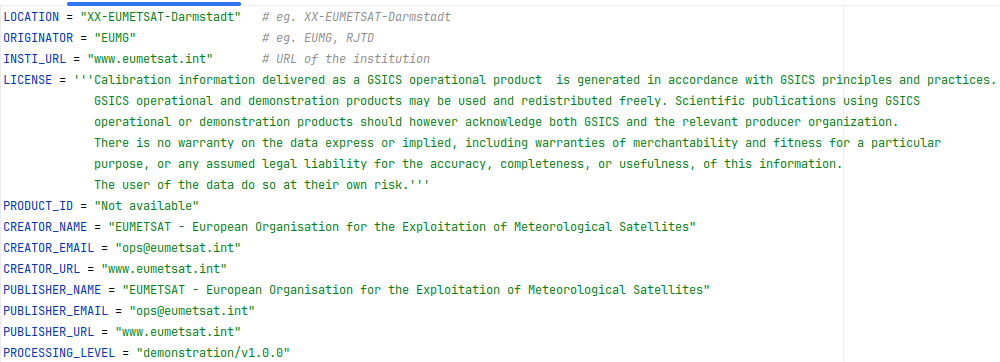 LOCATION = "XX-EUMETSAT-Darmstadt"   # eg. XX-EUMETSAT-Darmstadt
ORIGINATOR = "EUMG"                  # eg. EUMG, RJTD
INSTI_URL = "www.eumetsat.int"       # URL of the institution
LICENSE = '''Calibration information delivered as a GSICS operational product  is generated in accordance with GSICS principles and practices.
             GSICS operational and demonstration products may be used and redistributed freely. Scientific publications using GSICS
             operational or demonstration products should however acknowledge both GSICS and the relevant producer organization.
             There is no warranty on the data express or implied, including warranties of merchantability and fitness for a particular
             purpose, or any assumed legal liability for the accuracy, completeness, or usefulness, of this information.
             The user of the data do so at their own risk.'''
PRODUCT_ID = "Not available"
CREATOR_NAME = "EUMETSAT - European Organisation for the Exploitation of Meteorological Satellites"
CREATOR_EMAIL = "ops@eumetsat.int"
CREATOR_URL = "www.eumetsat.int"
PUBLISHER_NAME = "EUMETSAT - European Organisation for the Exploitation of Meteorological Satellites"
PUBLISHER_EMAIL = "ops@eumetsat.int"
PUBLISHER_URL = "www.eumetsat.int"
PROCESSING_LEVEL = "demonstration/v1.0.0"